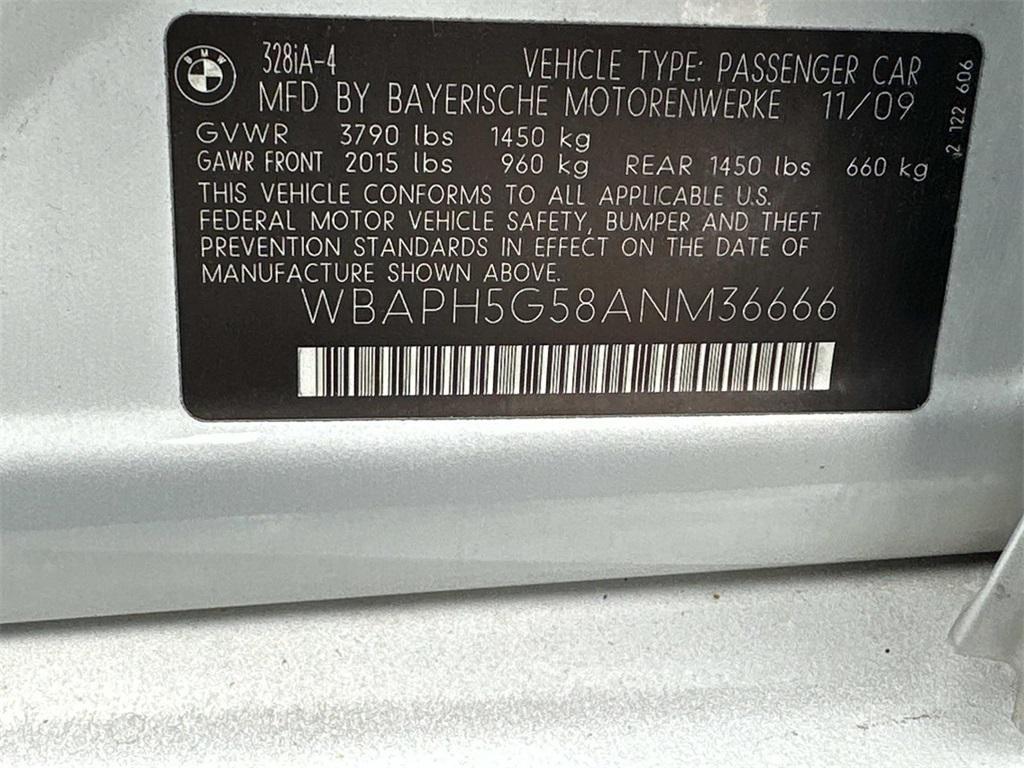 BMW
328iA-4 VEHICLE TYPE: PASSENGER CAR
MFD BY BAYERISCHE MOTORENWERKE 11/09
GVWR 3790 lbs 1450 kg
GAWR FRONT 2015 lbs 960 kg REAR 1450 lbs 660 kg
THIS VEHICLE CONFORMS TO ALL APPLICABLE U.S.
FEDERAL MOTOR VEHICLE SAFETY, BUMPER AND THEFT
PREVENTION STANDARDS IN EFFECT ON THE DATE OF
MANUFACTURE SHOWN ABOVE.
WBAPH5G58ANM36666
2 122 606